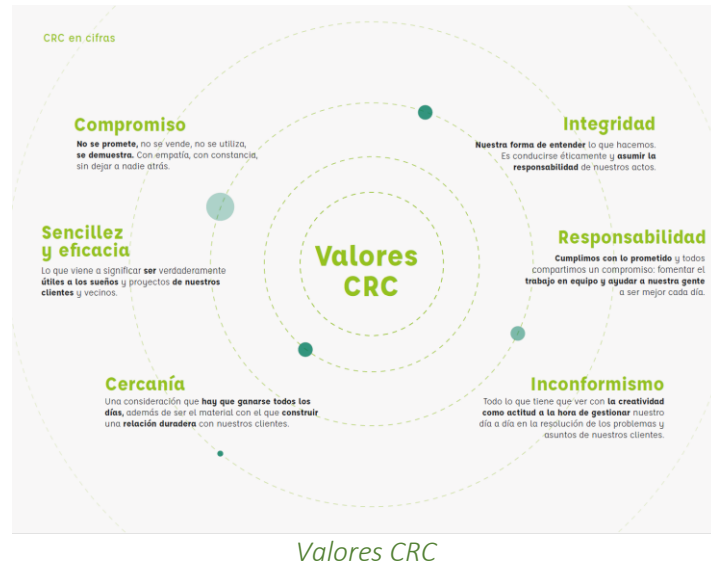 CRC en cifras
Compromiso
No se promete, no se vende, no se utiliza,
se demuestra. Con empatía, con constancia,
sin dejar a nadie atrás.
Sencillez
y eficacia
Lo que viene a significar ser verdaderamente
útiles a los sueños y proyectos de nuestros
clientes y vecinos.
Cercanía
Una consideración que hay que ganarse todos los
días, además de ser el material con el que construir
una relación duradera con nuestros clientes.
Valores
CRC
Integridad
Nuestra forma de entender lo que hacemos.
Es conducirse éticamente y asumir la
responsabilidad de nuestros actos.
Responsabilidad
Cumplimos con lo prometido y todos
compartimos un compromiso: fomentar el
trabajo en equipo y ayudar a nuestra gente
a ser mejor cada día.
Inconformismo
Todo lo que tiene que ver con la creatividad
como actitud a la hora de gestionar nuestro
día a día en la resolución de los problemas y
asuntos de nuestros clientes.
Valores CRC